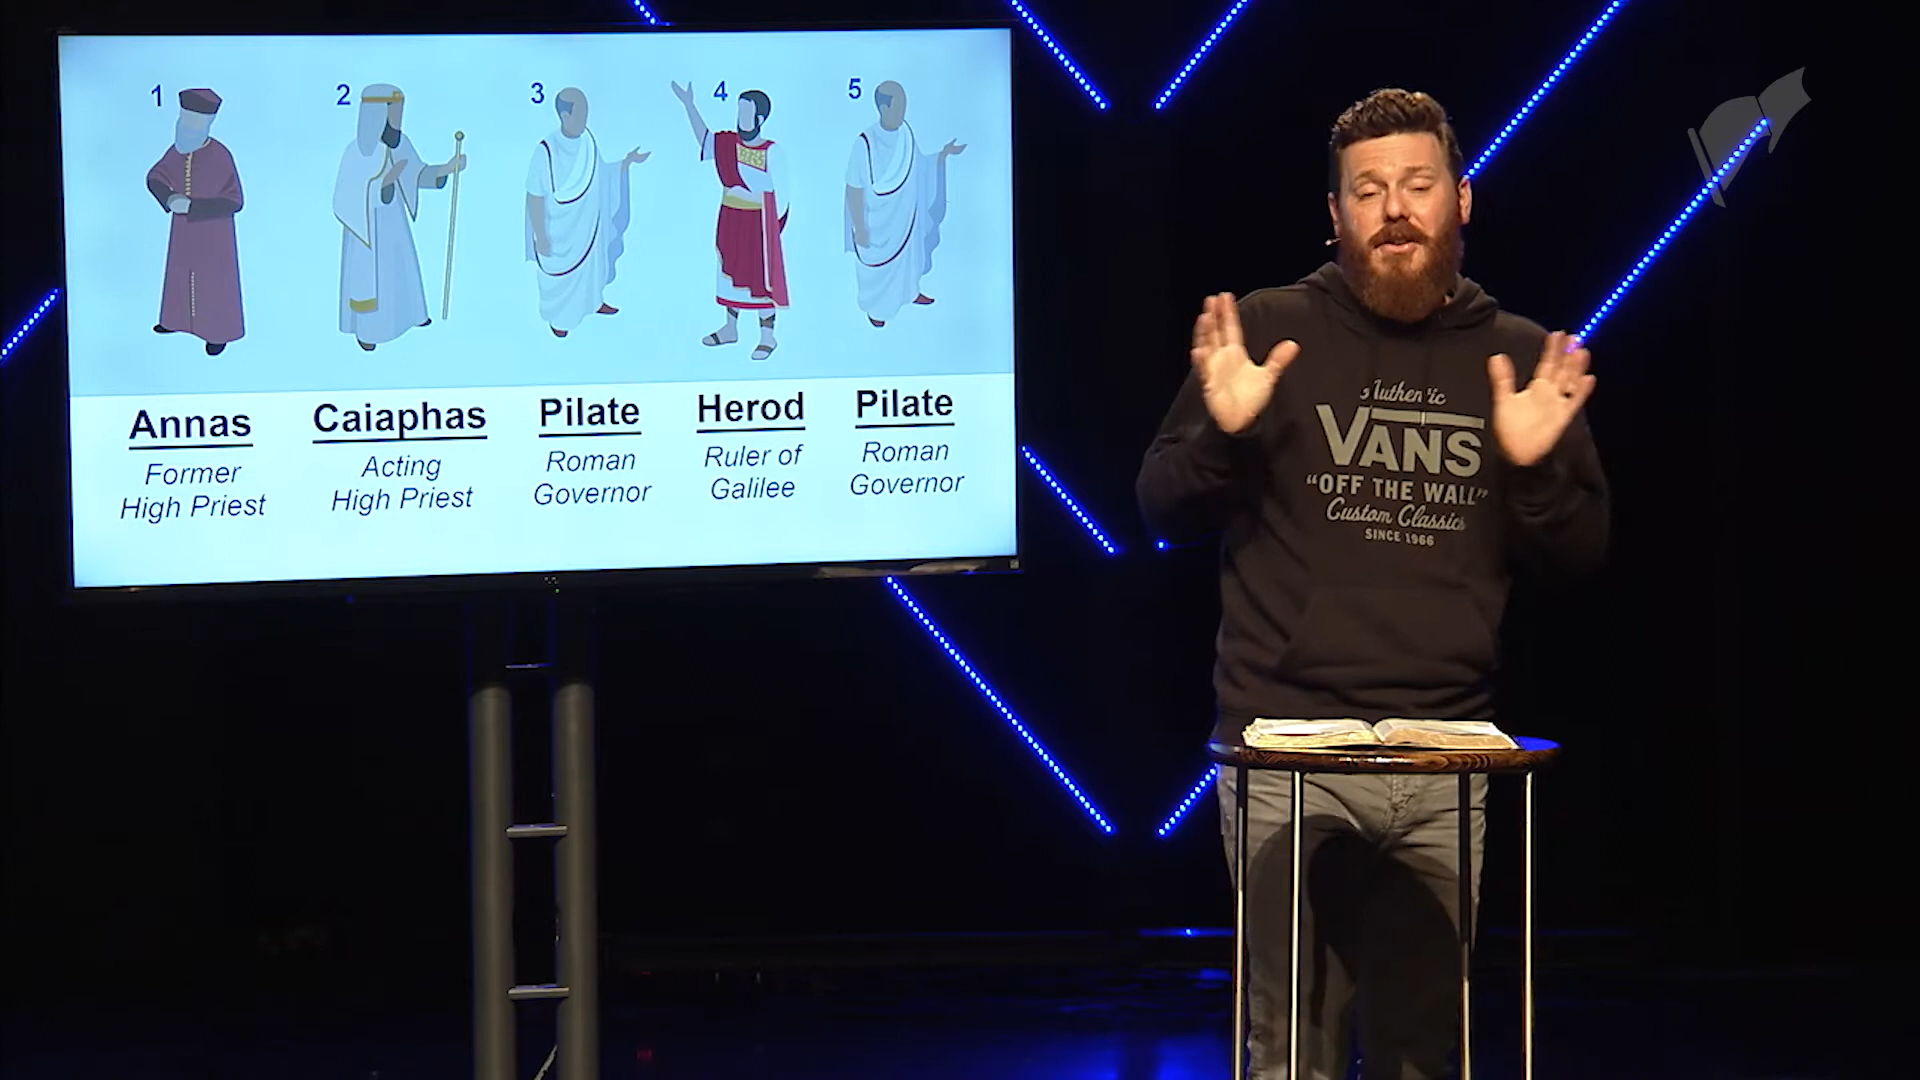 1 2 3 4 5
Annas Caiaphas Pilate Herod Pilate
Former Acting Roman Ruler of Roman
High Priest High Priest Governor Galilee Governor
Authentic
VANS
“OFF THE WALL”
Custom Classics
SINCE 1966